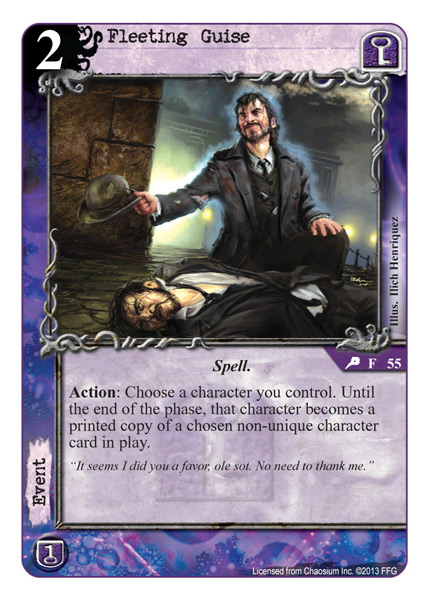 2
Fleeting Guise
Illus. Ilich Henriquez
F 55
Spell.
Action: Choose a character you control. Until
the end of the phase, that character becomes a
printed copy of a chosen non-unique character
card in play.
"It seems I did you a favor, ole sot. No need to thank me."
Event
1
Licensed from Chaosium Inc. ©2013 FFG